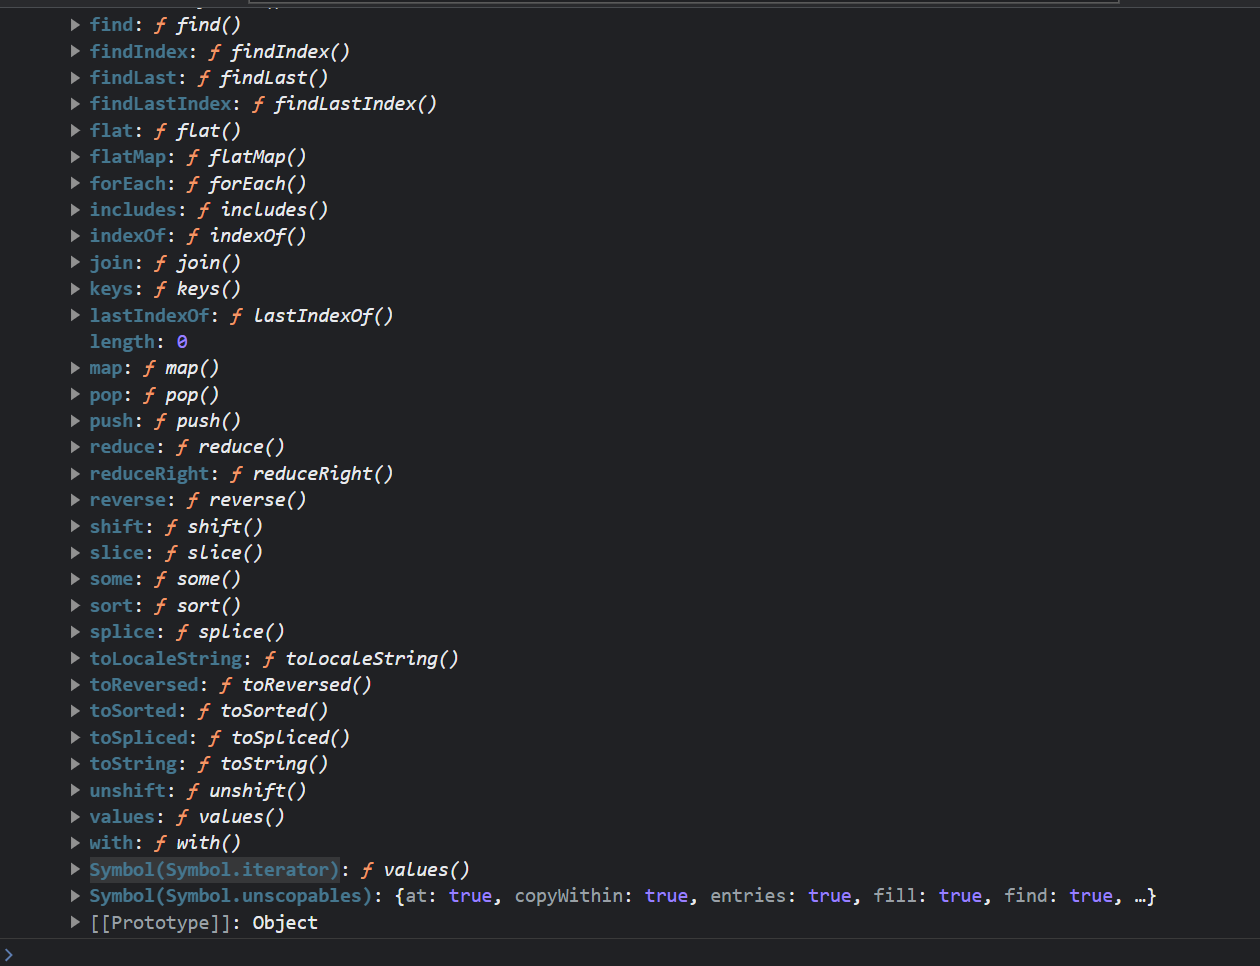 find: ƒ find()
findIndex: ƒ findIndex()
findLast: ƒ findLast()
findLastIndex: ƒ findLastIndex()
flat: ƒ flat()
flatMap: ƒ flatMap()
forEach: ƒ forEach()
includes: ƒ includes()
indexOf: ƒ indexOf()
join: ƒ join()
keys: ƒ keys()
lastIndexOf: ƒ lastIndexOf()
length: 0
map: ƒ map()
pop: ƒ pop()
push: ƒ push()
reduce: ƒ reduce()
reduceRight: ƒ reduceRight()
reverse: ƒ reverse()
shift: ƒ shift()
slice: ƒ slice()
some: ƒ some()
sort: ƒ sort()
splice: ƒ splice()
toLocaleString: ƒ toLocaleString()
toReversed: ƒ toReversed()
toSorted: ƒ toSorted()
toSpliced: ƒ toSpliced()
toString: ƒ toString()
unshift: ƒ unshift()
values: ƒ values()
with: ƒ with()
Symbol(Symbol.iterator): ƒ values()
Symbol(Symbol.unscopables): {at: true, copyWithin: true, entries: true, fill: true, find: true, …}
[[Prototype]]: Object